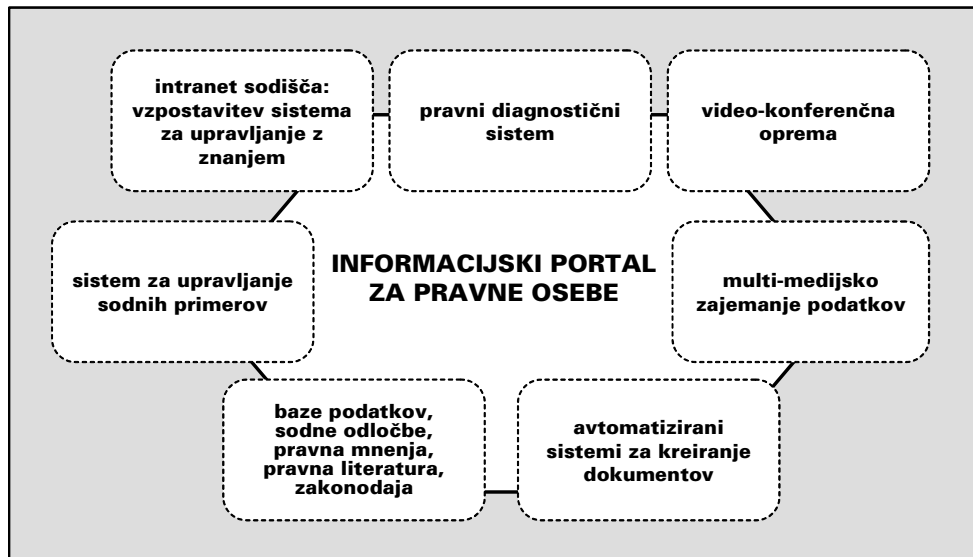 intranet sodišča:
vzpostavitev sistema
za upravljanje z
znanjem
pravni diagnostični
sistem
video-konferenčna
oprema
sistem za upravljanje
sodnih primerov
INFORMACIJSKI PORTAL
ZA PRAVNE OSEBE
multi-medijsko
zajemanje podatkov
baze podatkov,
sodne odločbe,
pravna mnenja,
pravna literatura,
zakonodaja
avtomatizirani
sistemi za kreiranje
dokumentov